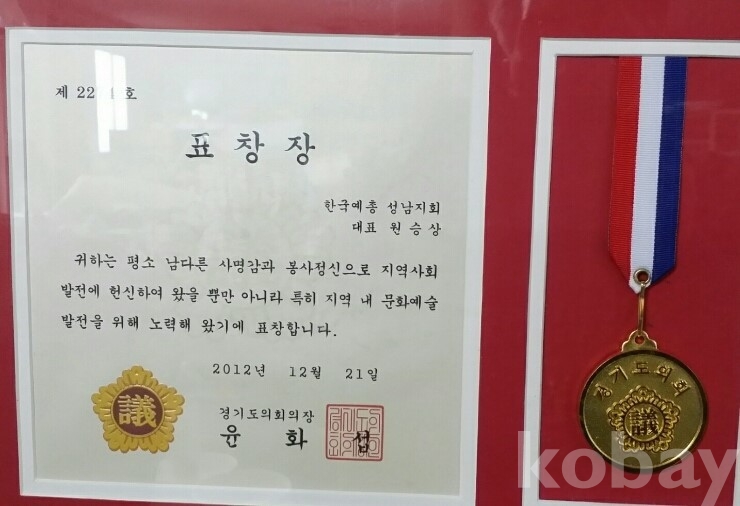 제 22 호
표 창 장
한국예총 성남지회
대표 원 승 상
귀하는 평소 남다른 사명감과 봉사정신으로 지역사회
발전에 헌신하여 왔을 뿐만 아니라 특히 지역 내 문화예술
발전을 위해 노력해 왔기에 표창합니다.
2012년 12월 21일
경기도의회의장
윤 화 섭
議
경기도의회
議
kobay